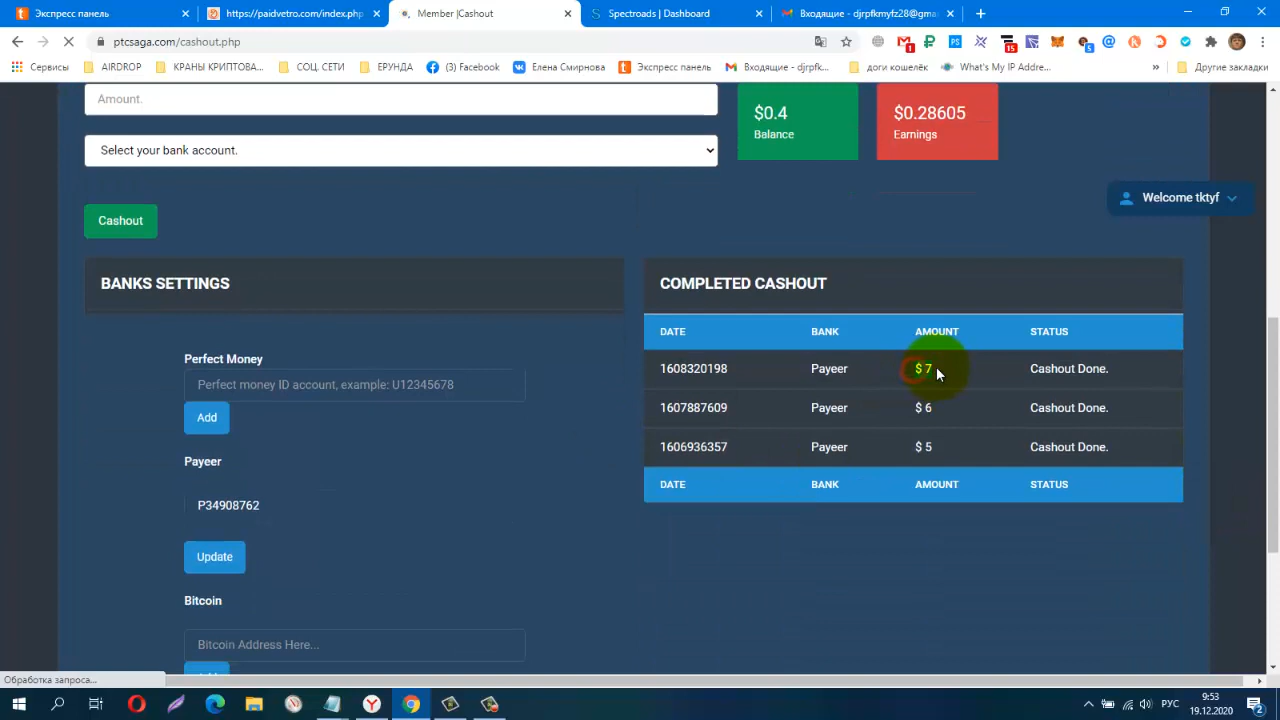 Экспресс панель
https://paidvetro.com/index.php
Member |Cashout
Spectroads | Dashboard
Входящие - djrpfkmyfz28@gma
ptcsaga.com/cashout.php
1
15
5
Сервисы
AIRDROP
КРАНЫ КРИПТОВА...
СОЦ. СЕТИ
ЕРУНДА
(3) Facebook
Елена Смирнова
Экспресс панель
Входящие - djrpfk...
доги кошелёк
What's My IP Addre...
»
Другие закладки
Amount.
$0.4
Balance
$0.28605
Earnings
Select your bank account.
Welcome tktyf
Cashout
BANKS SETTINGS
COMPLETED CASHOUT
DATE BANK AMOUNT STATUS
1608320198 Payeer $ 7 Cashout Done.
1607887609 Payeer $ 6 Cashout Done.
1606936357 Payeer $ 5 Cashout Done.
DATE BANK AMOUNT STATUS
Perfect Money
Perfect money ID account, example: U12345678
Add
Payeer
P34908762
Update
Bitcoin
Bitcoin Address Here...
Обработка запроса...
РУС
9:53
19.12.2020
2